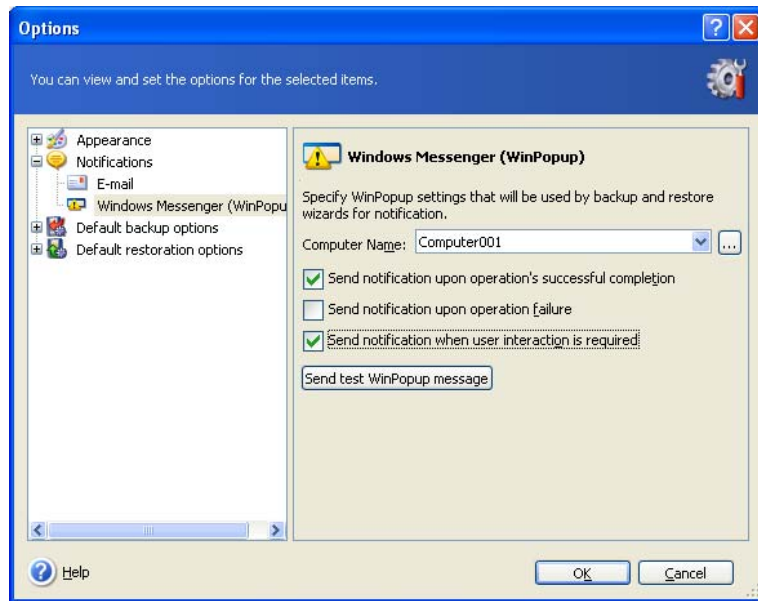 Options
You can view and set the options for the selected items.
Appearance
Notifications
E-mail
Windows Messenger (WinPopu
Default backup options
Default restoration options
Windows Messenger (WinPopup)
Specify WinPopup settings that will be used by backup and restore
wizards for notification.
Computer Name: Computer001
...
Send notification upon operation's successful completion
Send notification upon operation failure
Send notification when user interaction is required
Send test WinPopup message
Help
OK
Cancel